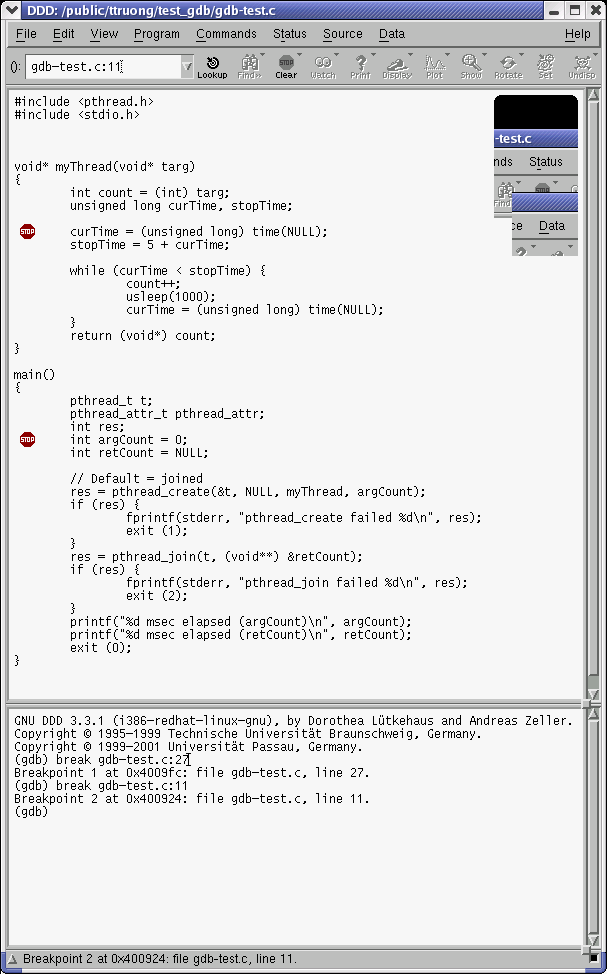 DDD: /public/ttruong/test_gdb/gdb-test.c
File Edit View Program Commands Status Source Data Help
(): gdb-test.c:11
Lookup Find» Clear Watch Print Display Plot Show Rotate Set Undisp
#include <pthread.h>
#include <stdio.h>
-test.c
nds Status
Find
ce Data
void* myThread(void* targ)
{
int count = (int) targ;
unsigned long curTime, stopTime;
STOP curTime = (unsigned long) time(NULL);
stopTime = 5 + curTime;
while (curTime < stopTime) {
count++;
usleep(1000);
curTime = (unsigned long) time(NULL);
}
return (void*) count;
}
main()
{
pthread_t t;
pthread_attr_t pthread_attr;
int res;
STOP int argCount = 0;
int retCount = NULL;
// Default = joined
res = pthread_create(&t, NULL, myThread, argCount);
if (res) {
fprintf(stderr, "pthread_create failed %d\n", res);
exit (1);
}
res = pthread_join(t, (void**) &retCount);
if (res) {
fprintf(stderr, "pthread_join failed %d\n", res);
exit (2);
}
printf("%d msec elapsed (argCount)\n", argCount);
printf("%d msec elapsed (retCount)\n", retCount);
exit (0);
}
GNU DDD 3.3.1 (i386-redhat-linux-gnu), by Dorothea Lütkehaus and Andreas Zeller.
Copyright © 1995-1999 Technische Universität Braunschweig, Germany.
Copyright © 1999-2001 Universität Passau, Germany.
(gdb) break gdb-test.c:27
Breakpoint 1 at 0x4009fc: file gdb-test.c, line 27.
(gdb) break gdb-test.c:11
Breakpoint 2 at 0x400924: file gdb-test.c, line 11.
(gdb)
Breakpoint 2 at 0x400924: file gdb-test.c, line 11.